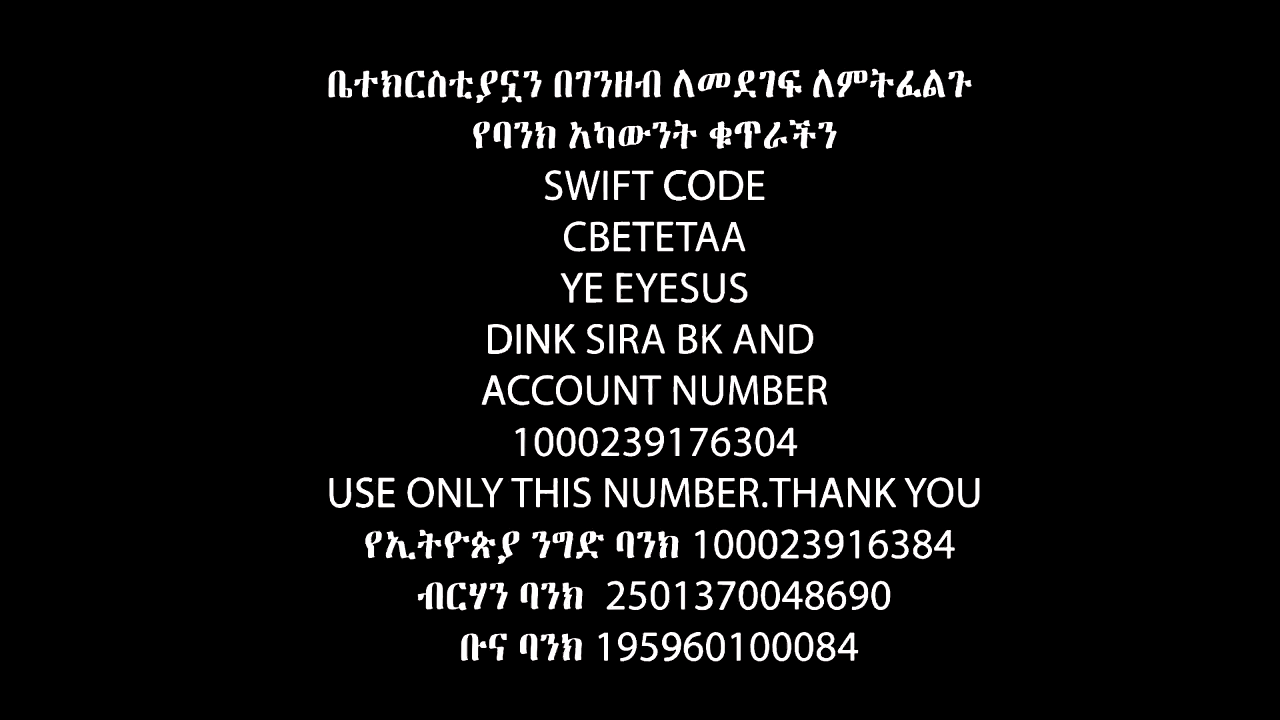 ቤተክርስቲያኗን በገንዘብ ለመደገፍ ለምትፈልጉ
የባንክ አካውንት ቁጥራችን
SWIFT CODE
CBETETAA
YE EYESUS
DINK SIRA BK AND
ACCOUNT NUMBER
1000239176304
USE ONLY THIS NUMBER.THANK YOU
የኢትዮጵያ ንግድ ባንክ 100023916384
ብርሃን ባንክ 2501370048690
ቡና ባንክ 195960100084